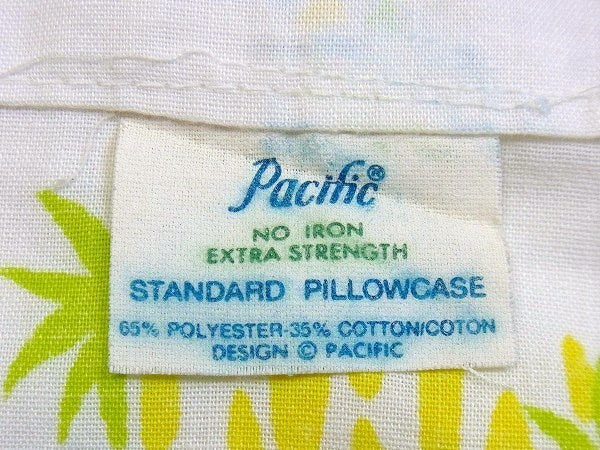 Pacific®
NO IRON
EXTRA STRENGTH
STANDARD PILLOWCASE
65% POLYESTER-35% COTTON/COTON
DESIGN © PACIFIC